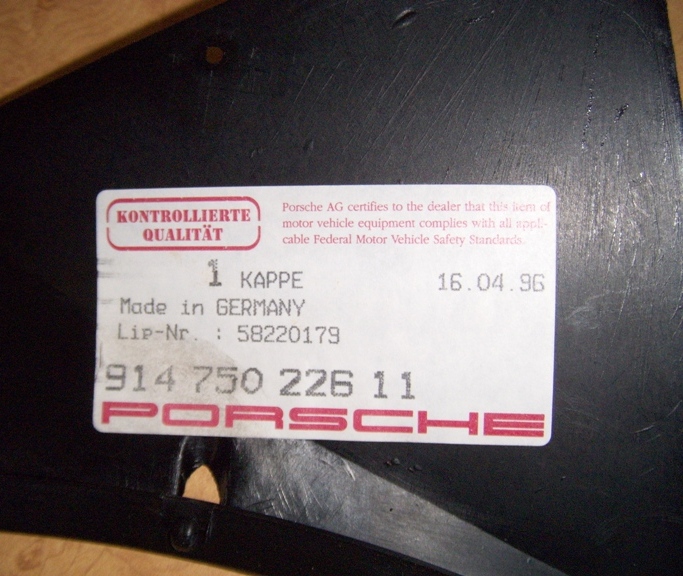 KONTROLLIERTE
QUALITÄT
Porsche AG certifies to the dealer that this item of
motor vehicle equipment complies with all appli-
cable Federal Motor Vehicle Safety Standards.
1 KAPPE
16.04.96
Made in GERMANY
Lip-Nr. : 58220179
914 750 226 11
PORSCHE